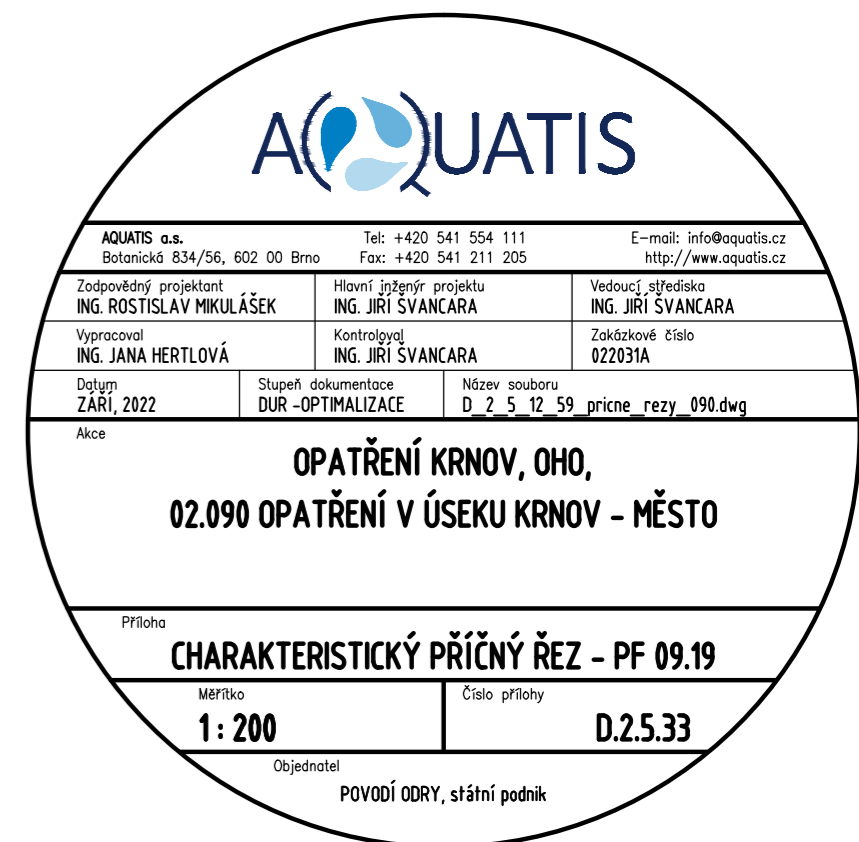 AQUATIS
AQUATIS a.s. Tel: +420 541 554 111 E-mail: info@aquatis.cz
Botanická 834/56, 602 00 Brno Fax: +420 541 211 205 http://www.aquatis.cz
Zodpovědný projektant Hlavní inženýr projektu Vedoucí střediska
ING. ROSTISLAV MIKULÁŠEK ING. JIŘÍ ŠVANCARA ING. JIŘÍ ŠVANCARA
Vypracoval Kontroloval Zakázkové číslo
ING. JANA HERTLOVÁ ING. JIŘÍ ŠVANCARA 022031A
Datum Stupeň dokumentace Název souboru
ZÁŘÍ, 2022 DUR -OPTIMALIZACE D_2_5_12_59_pricne_rezy_090.dwg
Akce
OPATŘENÍ KRNOV, OHO,
02.090 OPATŘENÍ V ÚSEKU KRNOV - MĚSTO
Příloha
CHARAKTERISTICKÝ PŘÍČNÝ ŘEZ - PF 09.19
Měřítko Číslo přílohy
1 : 200 D.2.5.33
Objednatel
POVODÍ ODRY, státní podnik